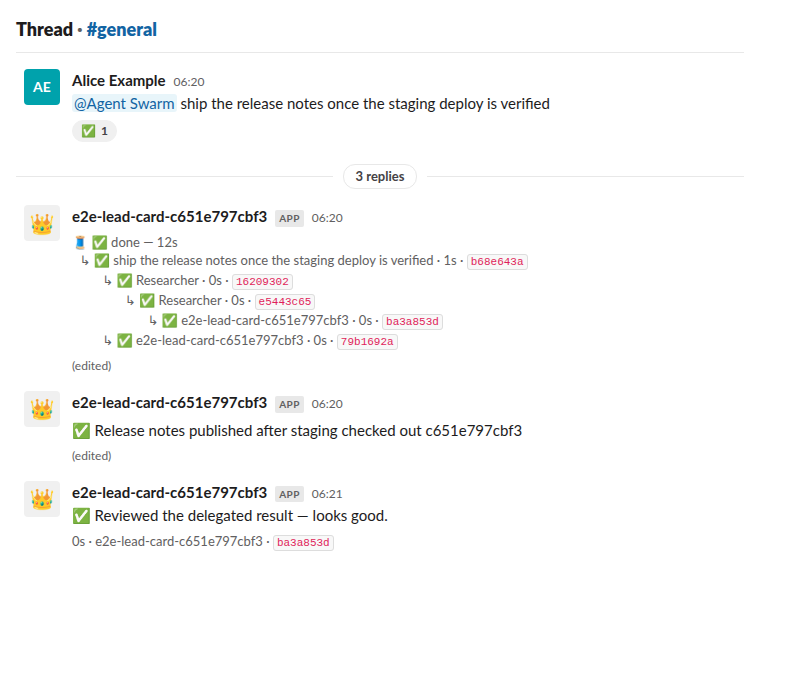 Thread • #general
AE
Alice Example 06:20
@Agent Swarm ship the release notes once the staging deploy is verified
✅ 1
3 replies
e2e-lead-card-c651e797cbf3 APP 06:20
🧵 ✅ done — 12s
↳ ✅ ship the release notes once the staging deploy is verified · 1s · b68e643a
↳ ✅ Researcher · 0s · 16209302
↳ ✅ Researcher · 0s · e5443c65
↳ ✅ e2e-lead-card-c651e797cbf3 · 0s · ba3a853d
↳ ✅ e2e-lead-card-c651e797cbf3 · 0s · 79b1692a
(edited)
e2e-lead-card-c651e797cbf3 APP 06:20
✅ Release notes published after staging checked out c651e797cbf3
(edited)
e2e-lead-card-c651e797cbf3 APP 06:21
✅ Reviewed the delegated result — looks good.
0s · e2e-lead-card-c651e797cbf3 · ba3a853d